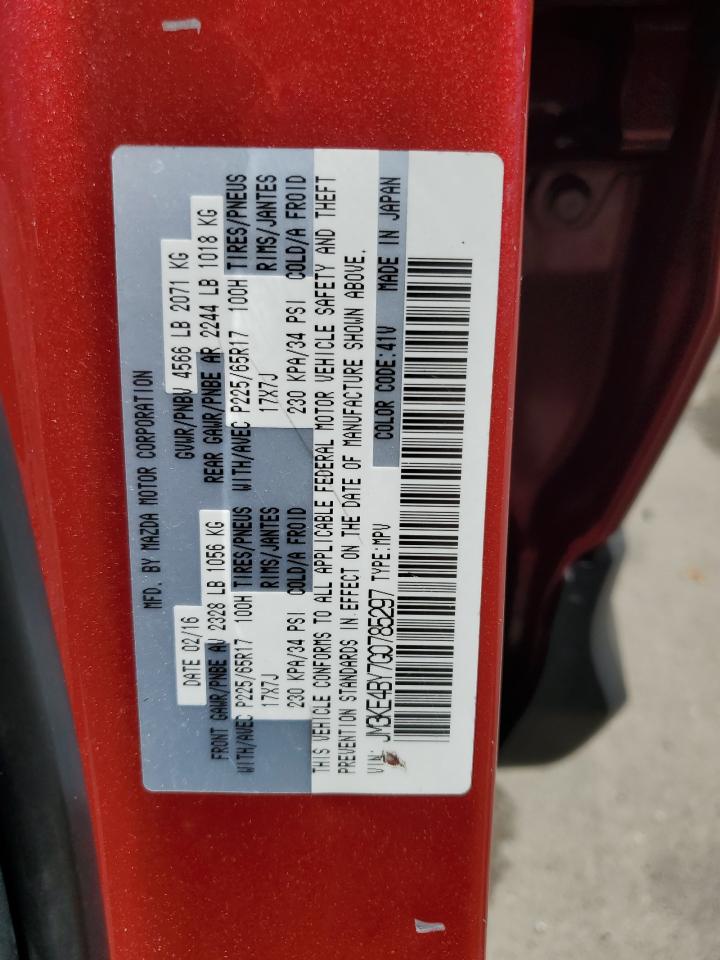 MFD. BY MAZDA MOTOR CORPORATION
DATE 02/16 GVWR/PNBV 4566 LB 2071 KG
FRONT GAWR/PNBE AV 2328 LB 1056 KG REAR GAWR/PNBE AR 2244 LB 1018 KG
WITH/AVEC P225/65R17 100H TIRES/PNEUS WITH/AVEC P225/65R17 100H TIRES/PNEUS
17X7J RIMS/JANTES 17X7J RIMS/JANTES
230 KPA/34 PSI COLD/A FROID 230 KPA/34 PSI COLD/A FROID
THIS VEHICLE CONFORMS TO ALL APPLICABLE FEDERAL MOTOR VEHICLE SAFETY AND THEFT
PREVENTION STANDARDS IN EFFECT ON THE DATE OF MANUFACTURE SHOWN ABOVE.
VIN: JM3KE4BY7G0785297 TYPE:MPV COLOR CODE:41V MADE IN JAPAN